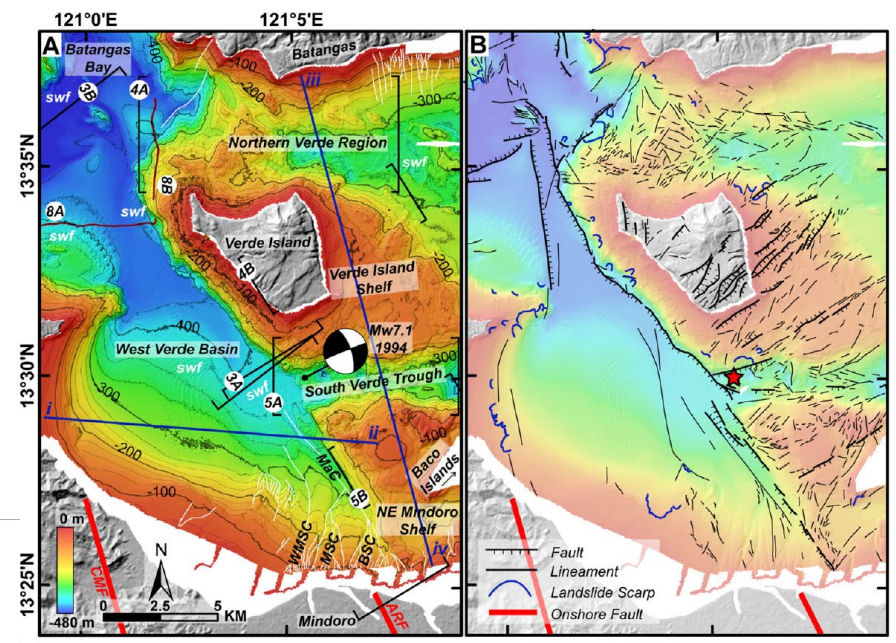 121°0'E
121°5'E
A
Batangas
Bay
-400
-100
Batangas
iii
-200
-300
swf
3B
4A
Northern Verde Region
swf
13°35'N
8B
8A
swf
swf
Verde Island
-200
4B
-100
Verde Island
Shelf
-200
Mw7.1
1994
-400
West Verde Basin
swf
13°30'N
-300
South Verde Trough
3A
swf
5A
-300
i
ii
-200
-100
MaC
Baco
Islands
-100
5B
NE Mindoro
Shelf
0 m
-480 m
N
0
2.5
5
KM
WMSC
MSC
BSC
iv
13°25'N
CMF
Mindoro
ARF
B
Fault
Lineament
Landslide Scarp
Onshore Fault